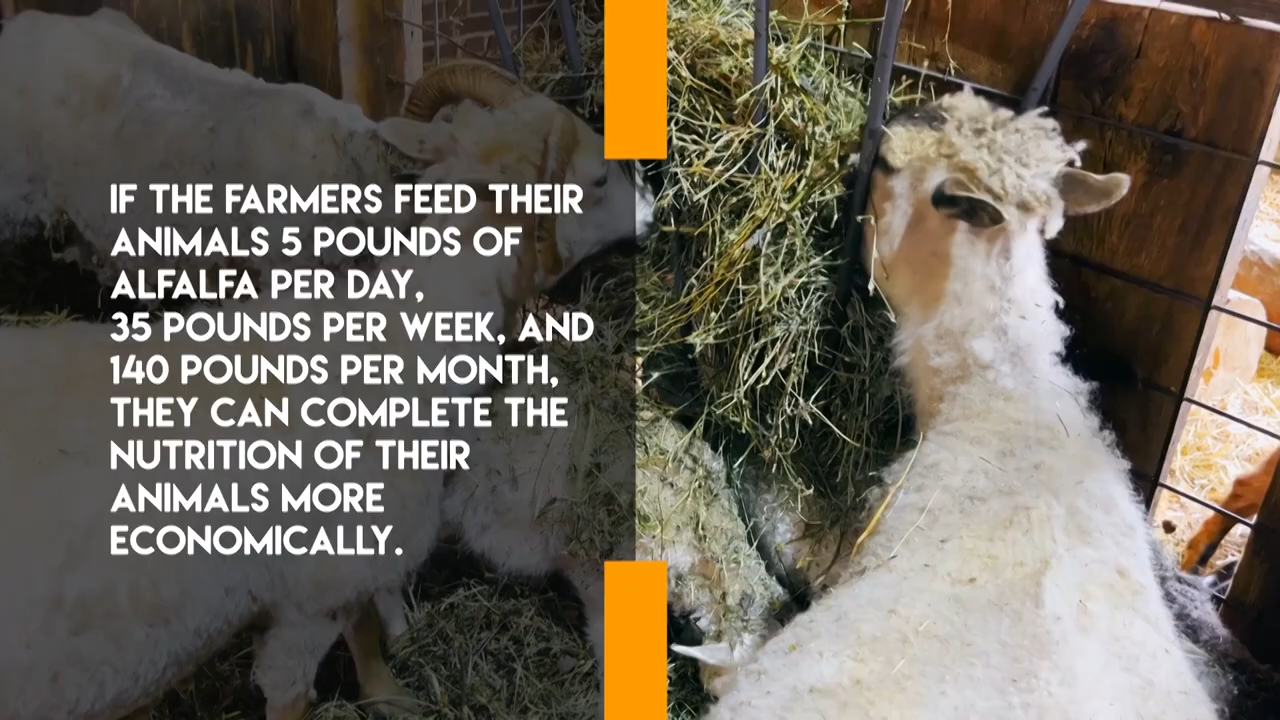 IF THE FARMERS FEED THEIR
ANIMALS 5 POUNDS OF
ALFALFA PER DAY,
35 POUNDS PER WEEK, AND
140 POUNDS PER MONTH,
THEY CAN COMPLETE THE
NUTRITION OF THEIR
ANIMALS MORE
ECONOMICALLY.